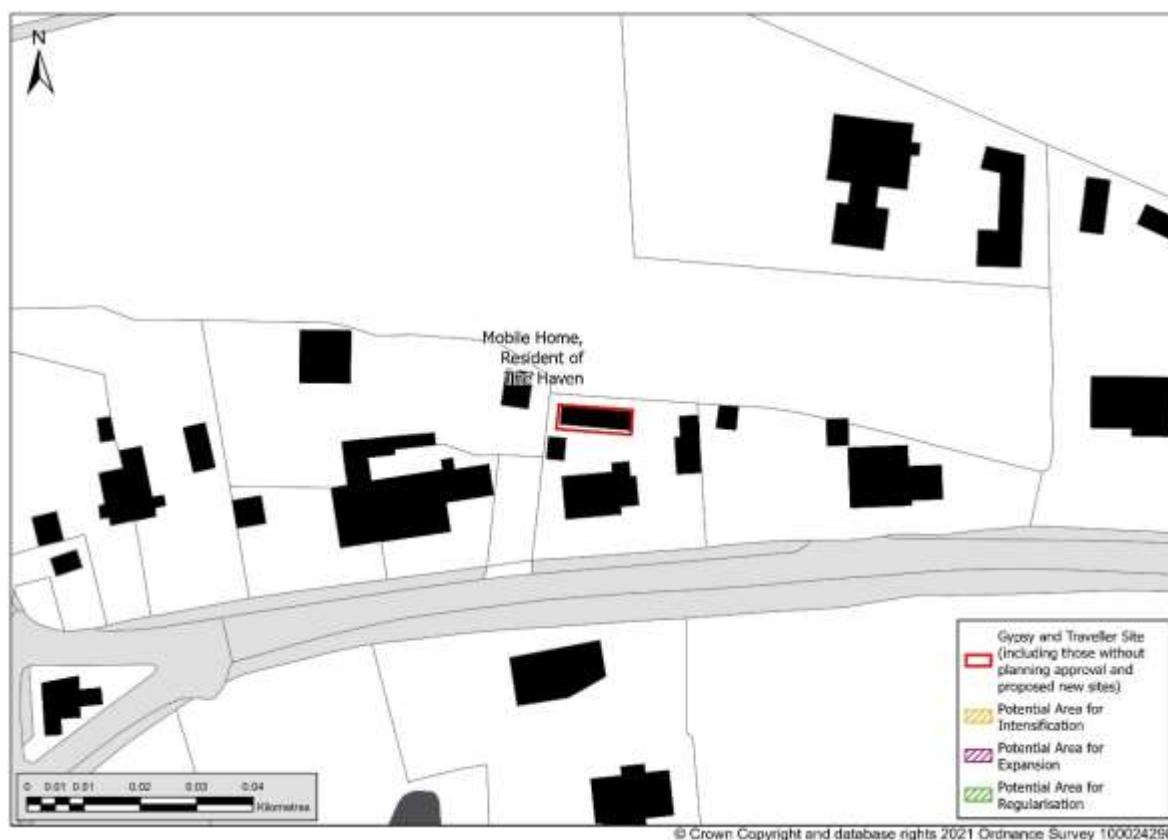 N
Mobile Home,
Resident of
The Haven
Gypsy and Traveller Site
(including those without
planning approval and
proposed new sites)
Potential Area for
Intensification
Potential Area for
Expansion
Potential Area for
Regularisation
0 0.01 0.01 0.02 0.03 0.04
Kilometres
© Crown Copyright and database rights 2021 Ordnance Survey